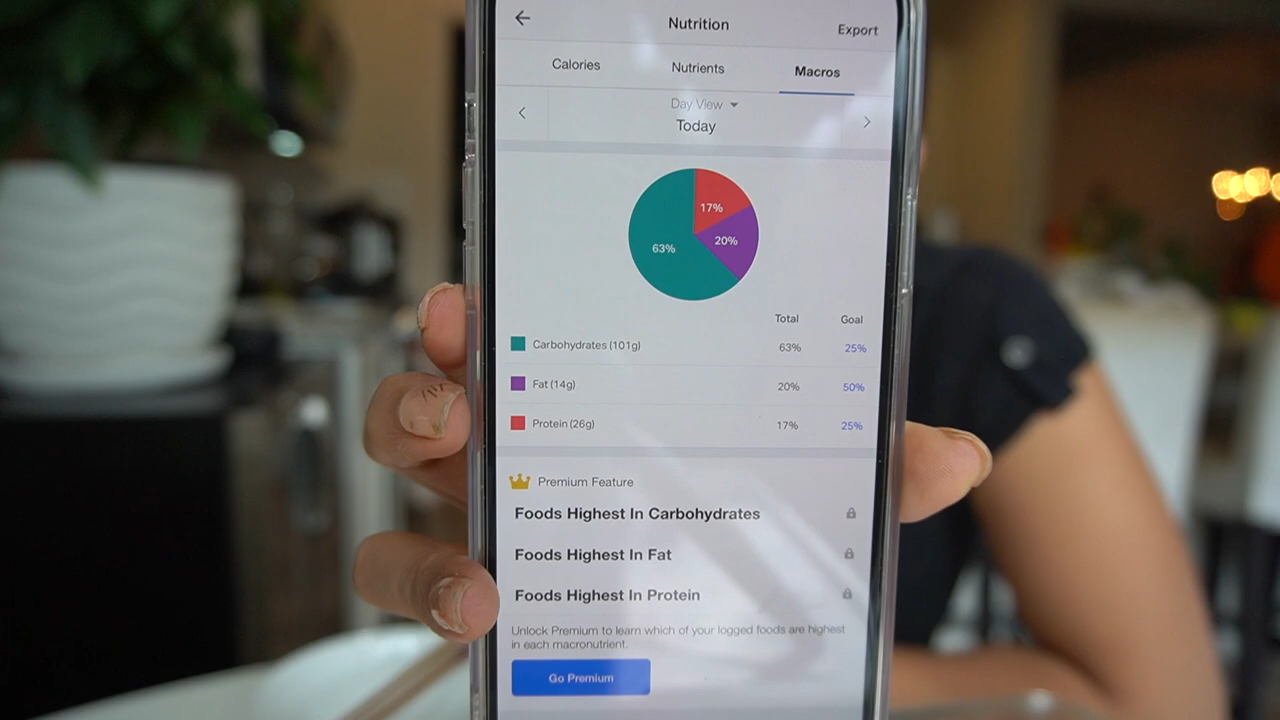 Nutrition
Export
Calories Nutrients Macros
Day View
Today
17%
20%
63%
Total Goal
Carbohydrates (101g) 63% 25%
Fat (14g) 20% 50%
Protein (26g) 17% 25%
Premium Feature
Foods Highest In Carbohydrates
Foods Highest In Fat
Foods Highest In Protein
Unlock Premium to learn which of your logged foods are highest
in each macronutrient.
Go Premium